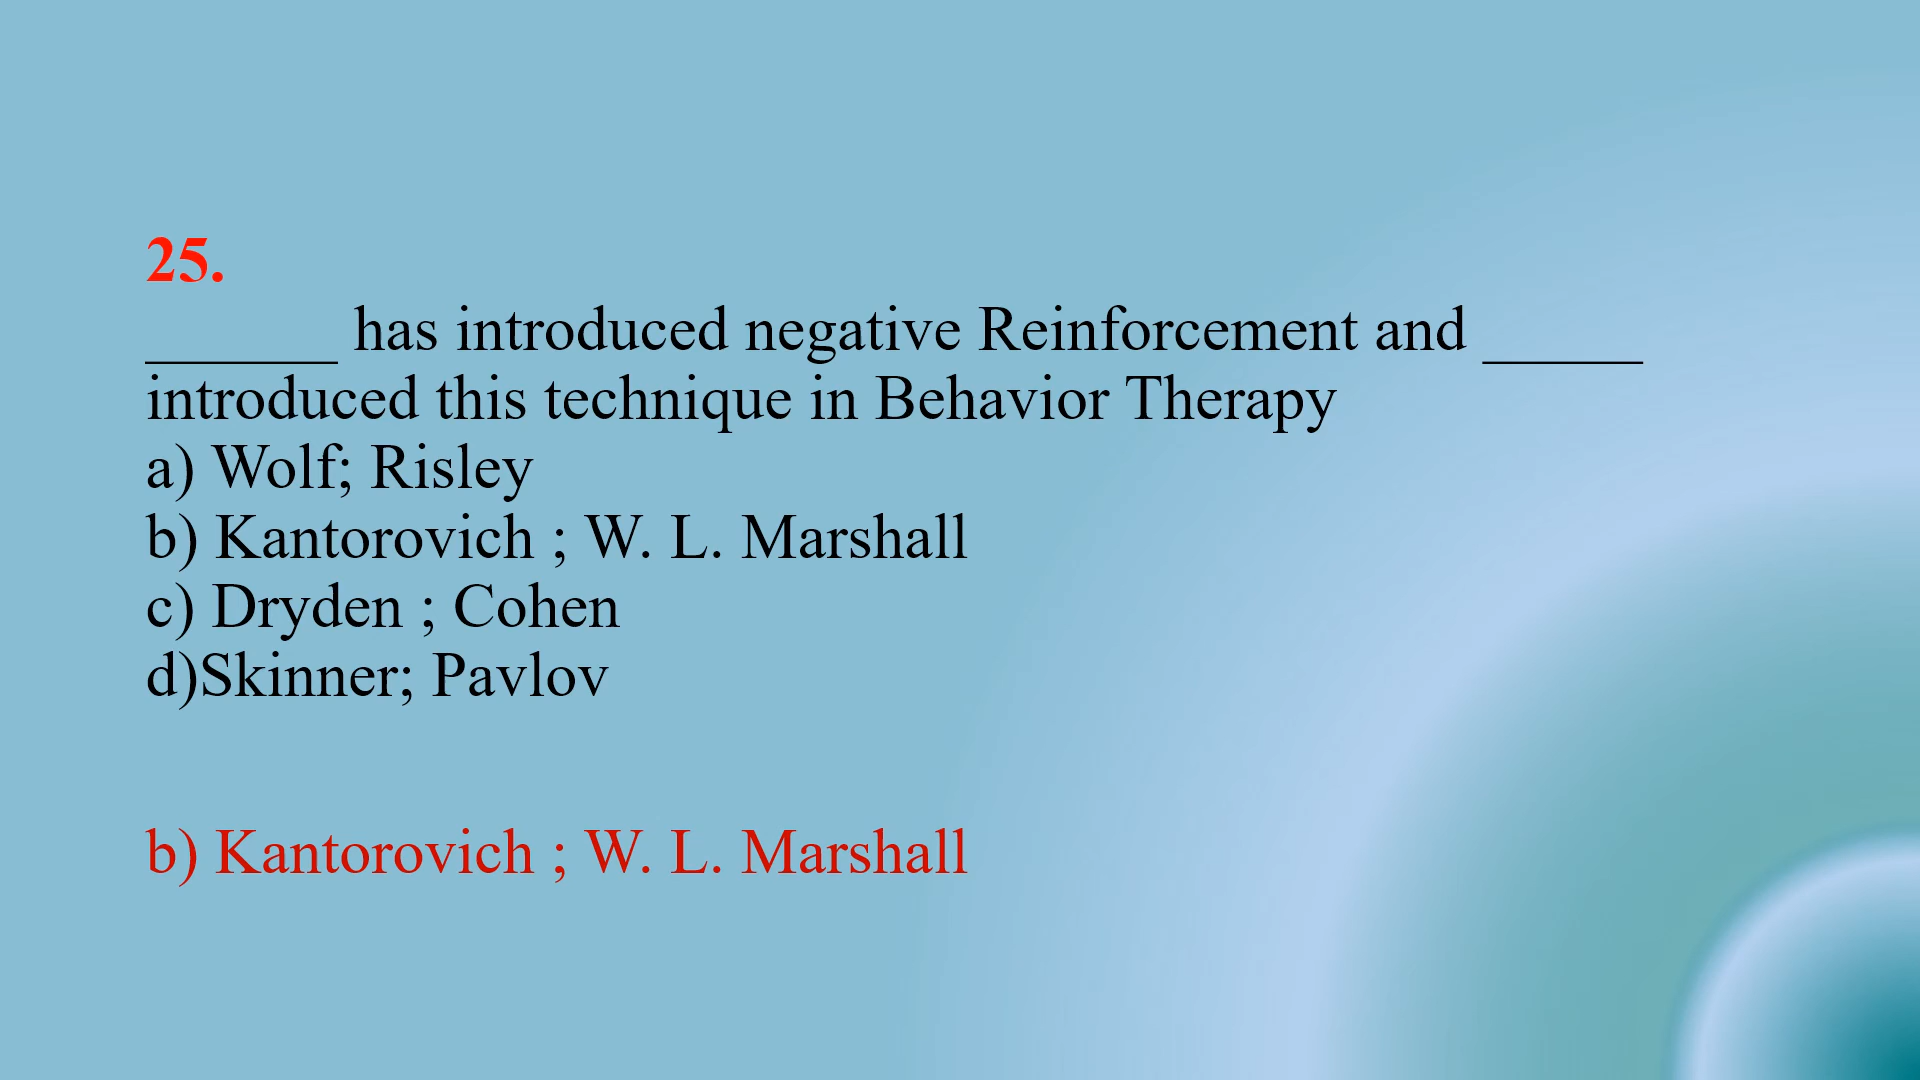 25.
______ has introduced negative Reinforcement and _____
introduced this technique in Behavior Therapy
a) Wolf; Risley
b) Kantorovich ; W. L. Marshall
c) Dryden ; Cohen
d)Skinner; Pavlov
b) Kantorovich ; W. L. Marshall